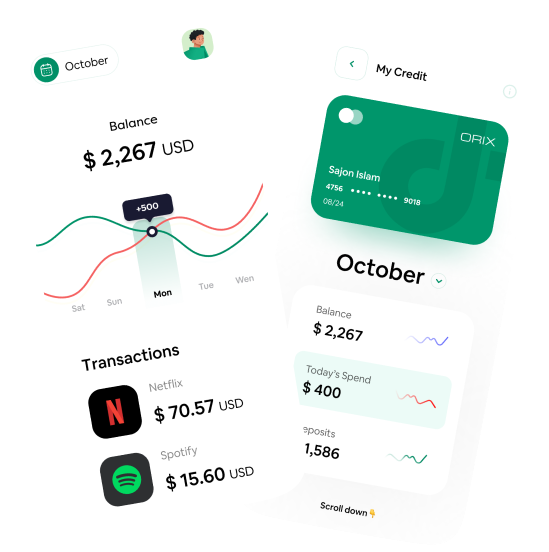 October
Balance
$ 2,267 USD
+500
Sat
Sun
Mon
Tue
Wen
Transactions
Netflix
$ 70.57 USD
Spotify
$ 15.60 USD
My Credit
ORIX
Sajon Islam
4756 •••• •••• 9018
08/24
October
Balance
$ 2,267
Today's Spend
$ 400
eposits
1,586
Scroll down👇